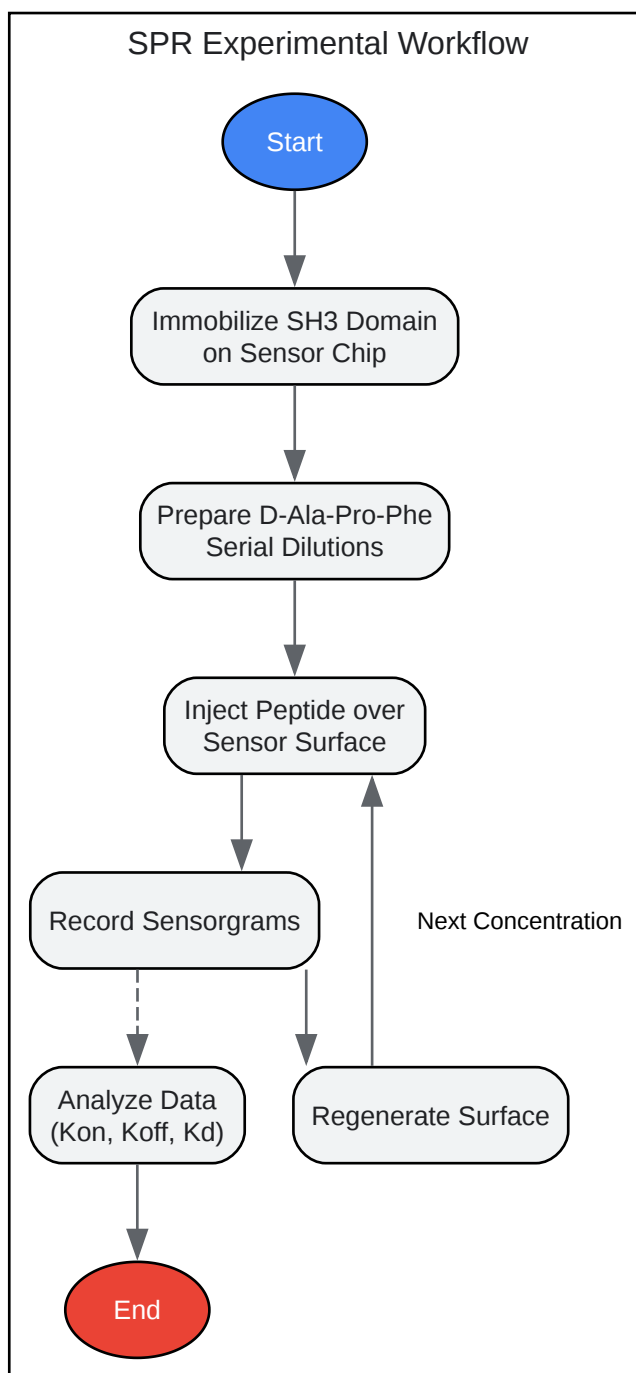 SPR Experimental Workflow
Start
Immobilize SH3 Domain
on Sensor Chip
Prepare D-Ala-Pro-Phe
Serial Dilutions
Inject Peptide over
Sensor Surface
Record Sensorgrams
Next Concentration
Analyze Data
(Kon, Koff, Kd)
Regenerate Surface
End